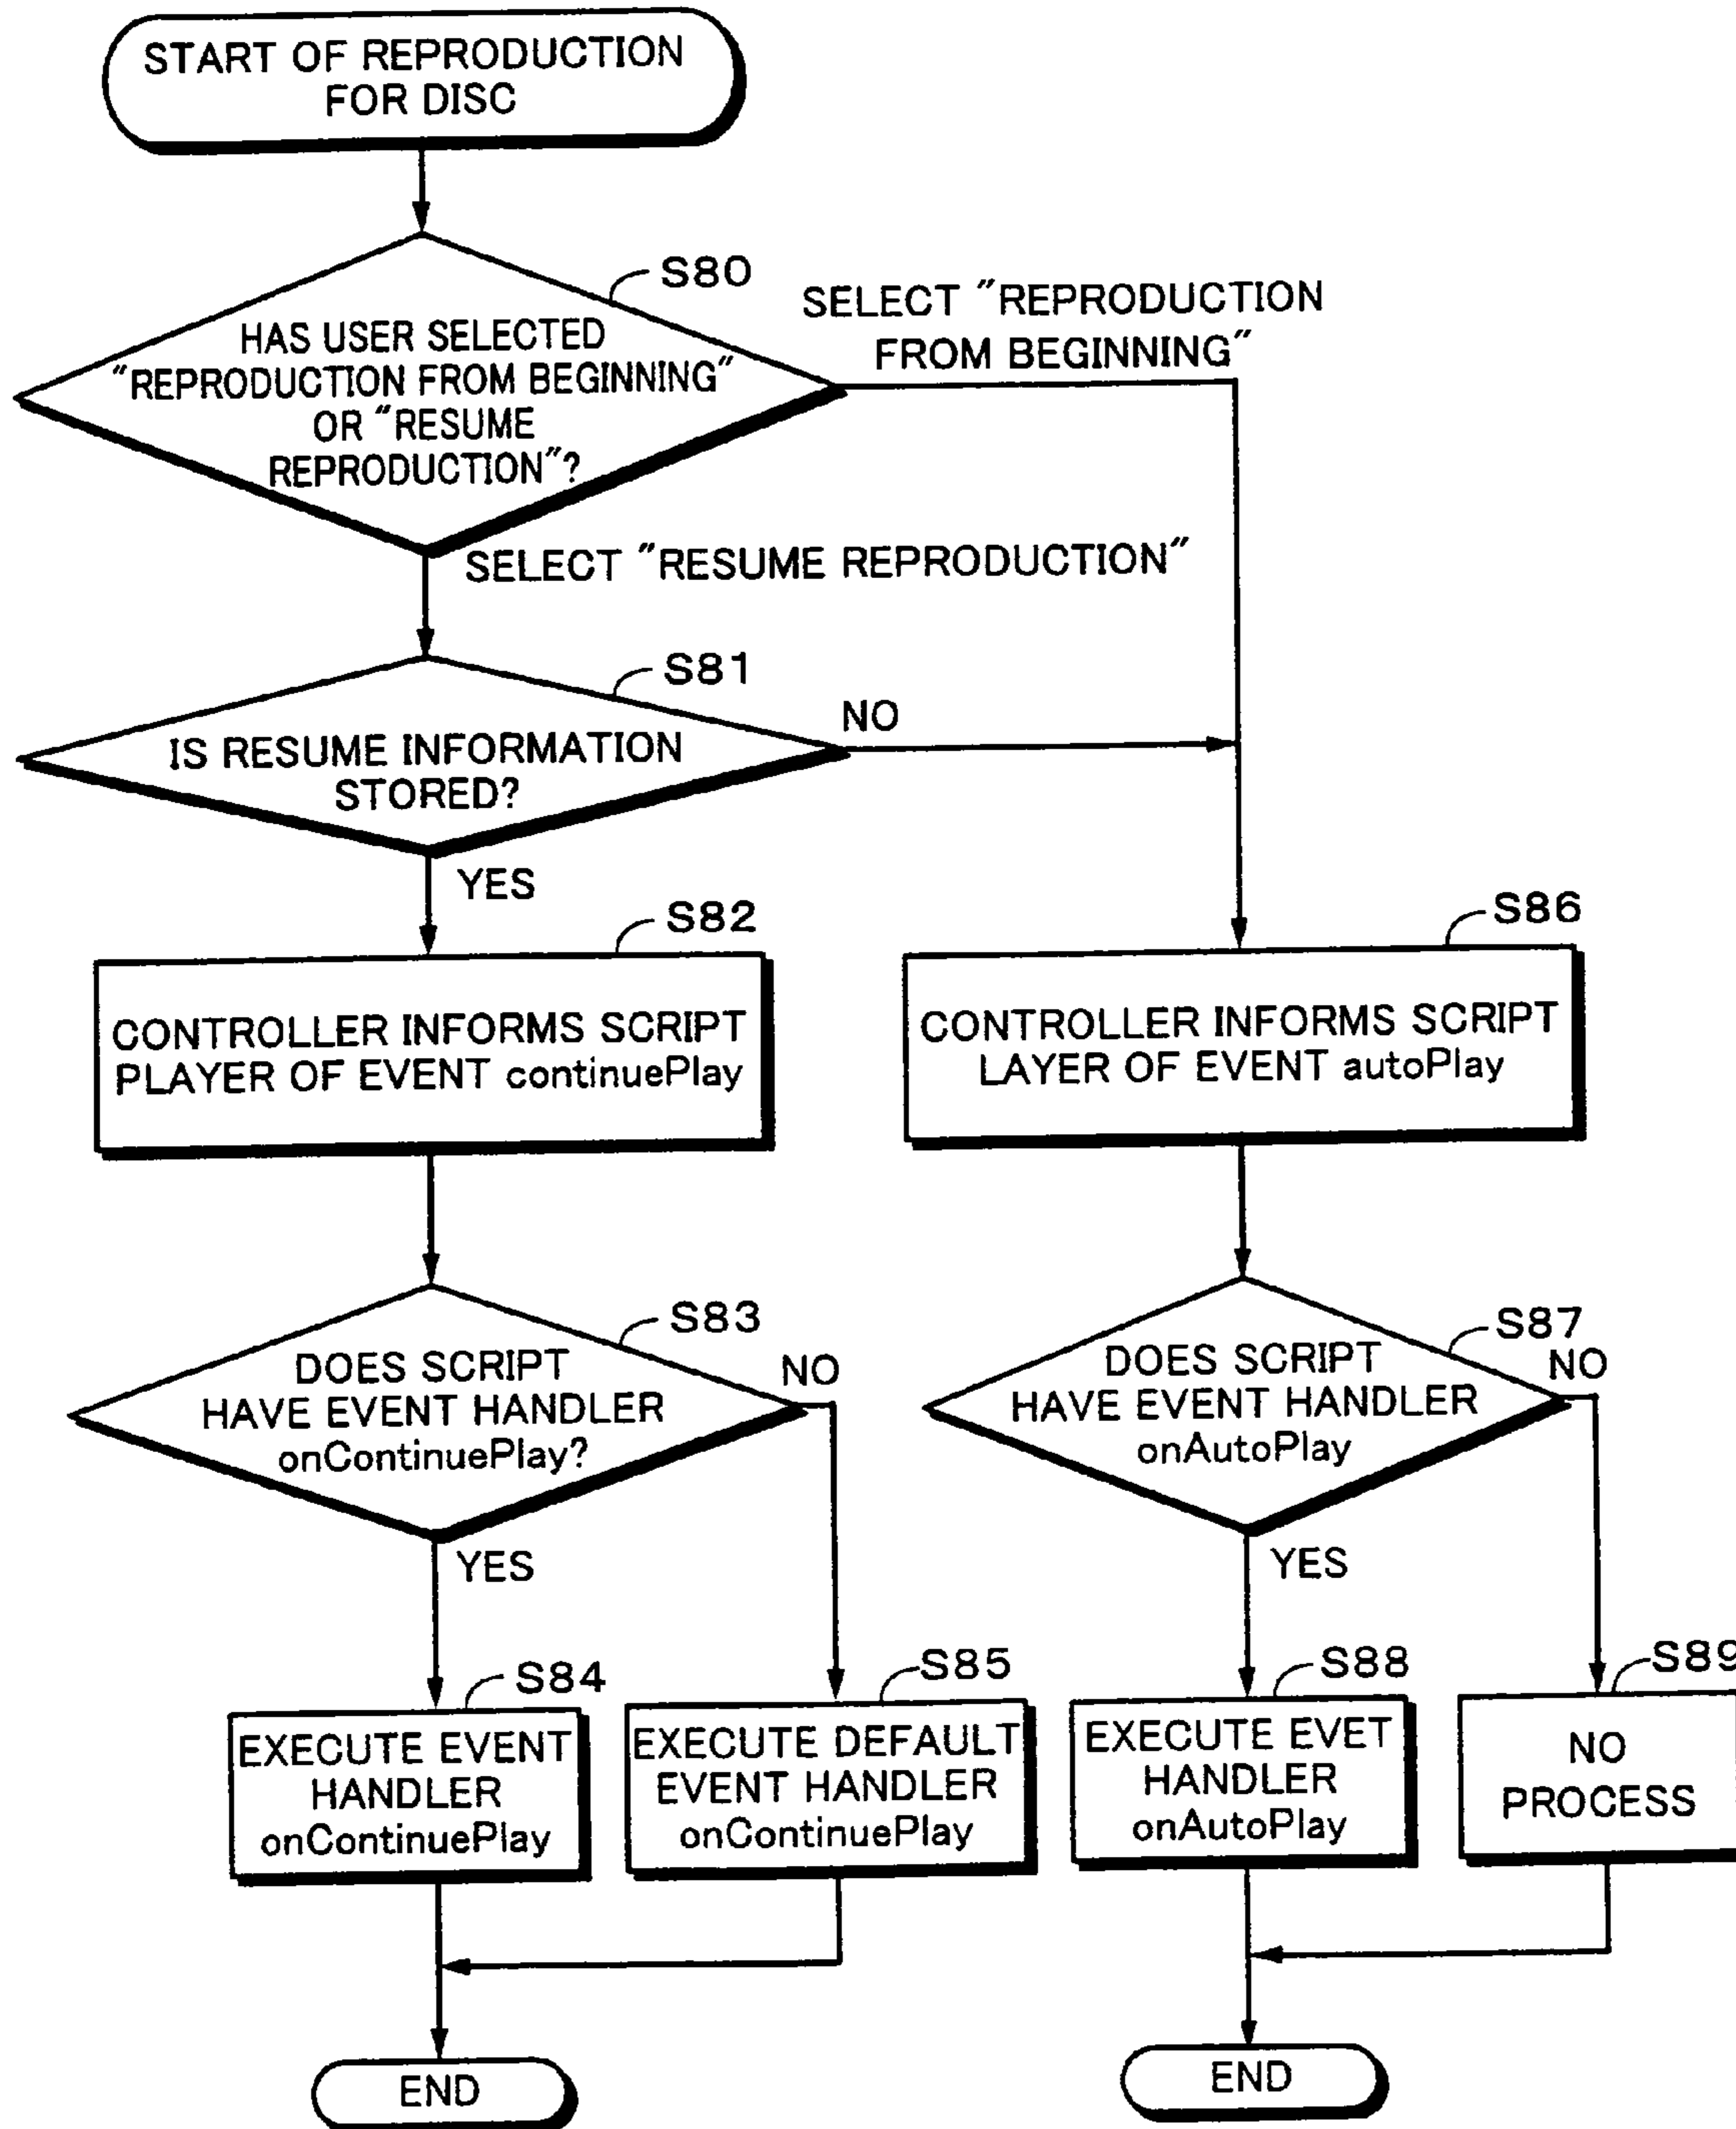 START OF REPRODUCTION
FOR DISC
S80
HAS USER SELECTED
"REPRODUCTION FROM BEGINNING"
OR "RESUME
REPRODUCTION"?
SELECT "REPRODUCTION
FROM BEGINNING"
SELECT "RESUME REPRODUCTION"
S81
IS RESUME INFORMATION
STORED?
NO
YES
S82
CONTROLLER INFORMS SCRIPT
PLAYER OF EVENT continuePlay
S86
CONTROLLER INFORMS SCRIPT
LAYER OF EVENT autoPlay
S83
DOES SCRIPT
HAVE EVENT HANDLER
onContinuePlay?
NO
YES
S87
DOES SCRIPT
HAVE EVENT HANDLER
onAutoPlay
NO
YES
S84
EXECUTE EVENT
HANDLER
onContinuePlay
S85
EXECUTE DEFAULT
EVENT HANDLER
onContinuePlay
S88
EXECUTE EVET
HANDLER
onAutoPlay
S89
NO
PROCESS
END
END